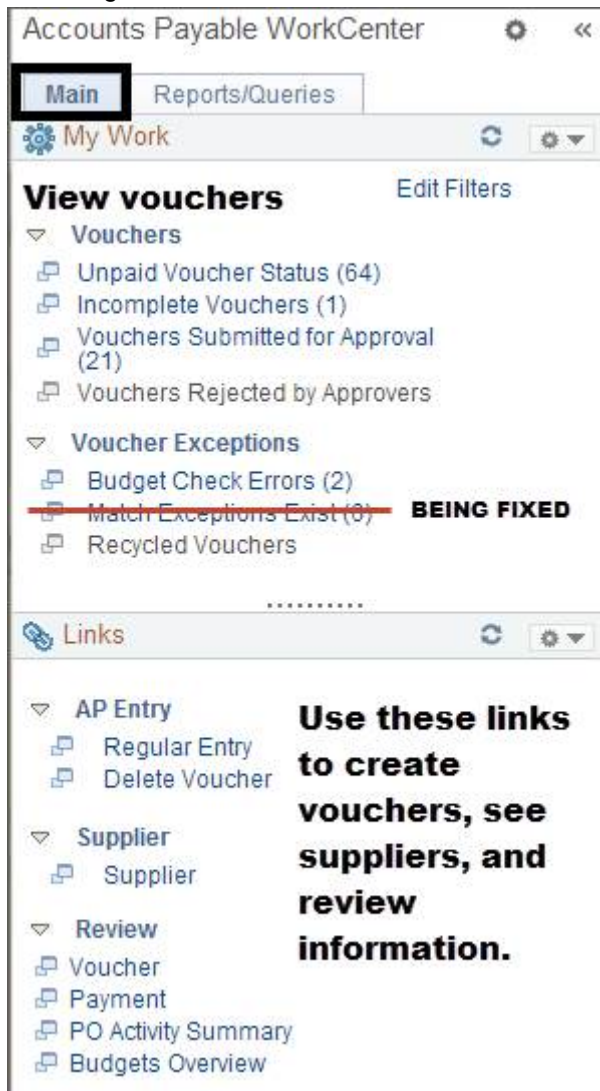 Accounts Payable WorkCenter «
Main Reports/Queries
My Work
View vouchers Edit Filters
Vouchers
Unpaid Voucher Status (64)
Incomplete Vouchers (1)
Vouchers Submitted for Approval
(21)
Vouchers Rejected by Approvers
Voucher Exceptions
Budget Check Errors (2)
Match Exceptions Exist (6) BEING FIXED
Recycled Vouchers
Links
AP Entry
Regular Entry
Delete Voucher
Supplier
Supplier
Review
Voucher
Payment
PO Activity Summary
Budgets Overview
Use these links
to create
vouchers, see
suppliers, and
review
information.